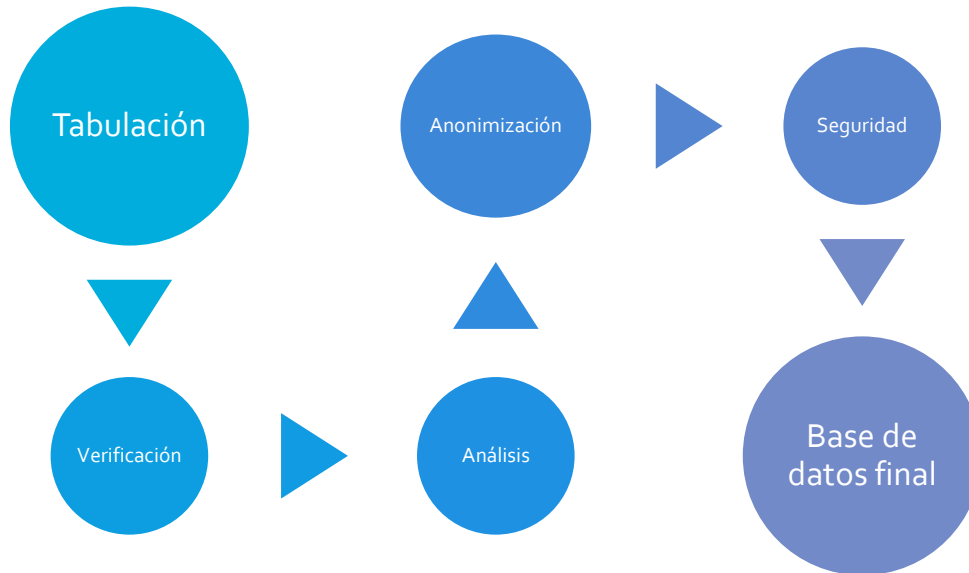 Tabulación
Verificación
Análisis
Anonimización
Seguridad
Base de
datos final